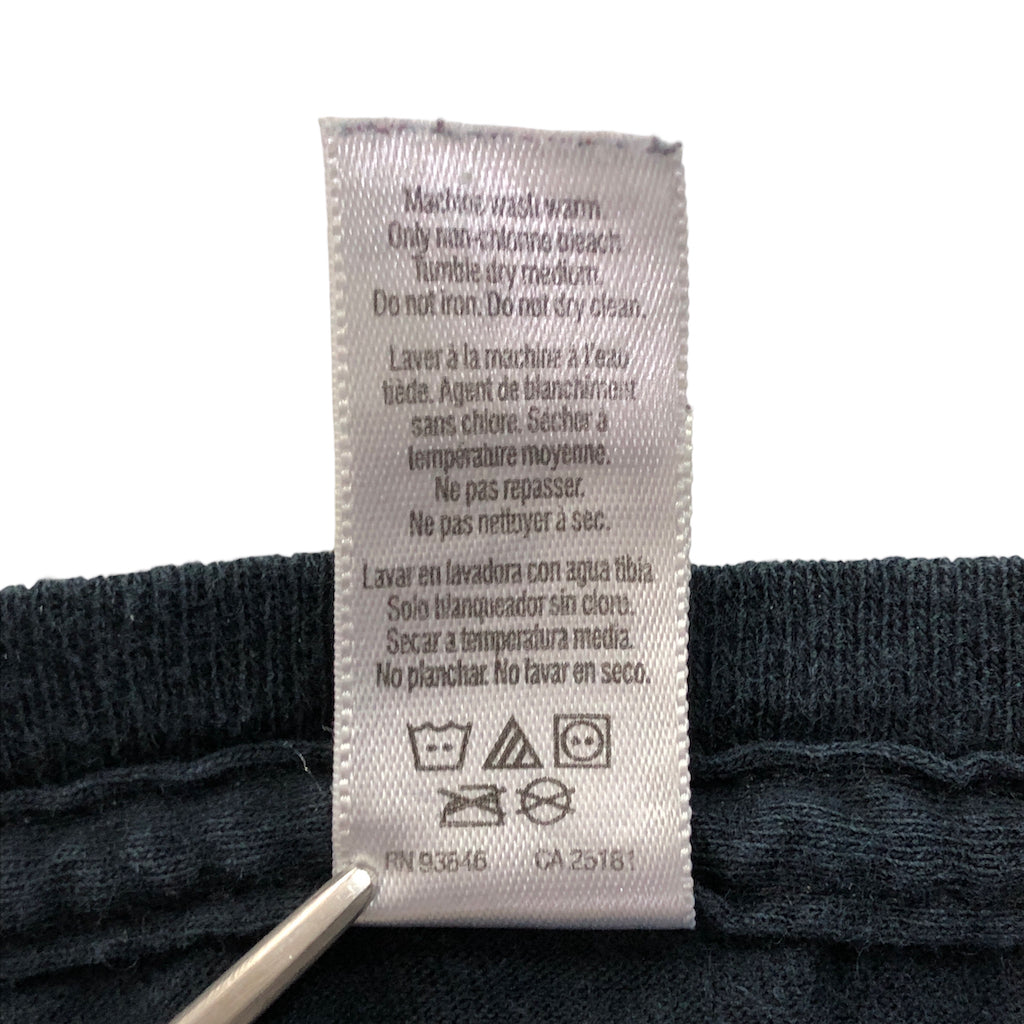 Machine wash warm.
Only non-chlorine bleach.
Tumble dry medium.
Do not iron. Do not dry clean.
Laver à la machine à l'eau
tiède. Agent de blanchiment
sans chlore. Sécher à
température moyenne.
Ne pas repasser.
Ne pas nettoyer à sec.
Lavar en lavadora con agua tibia.
Solo blanqueador sin cloro.
Secar a temperatura media.
No planchar. No lavar en seco.
RN 93846 CA 25181